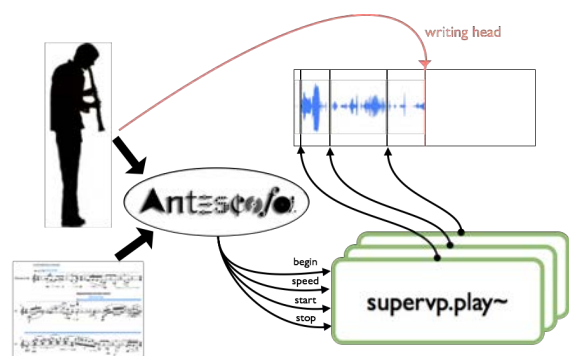 writing head
Antescofo
begin
speed
start
stop
supervp.play~